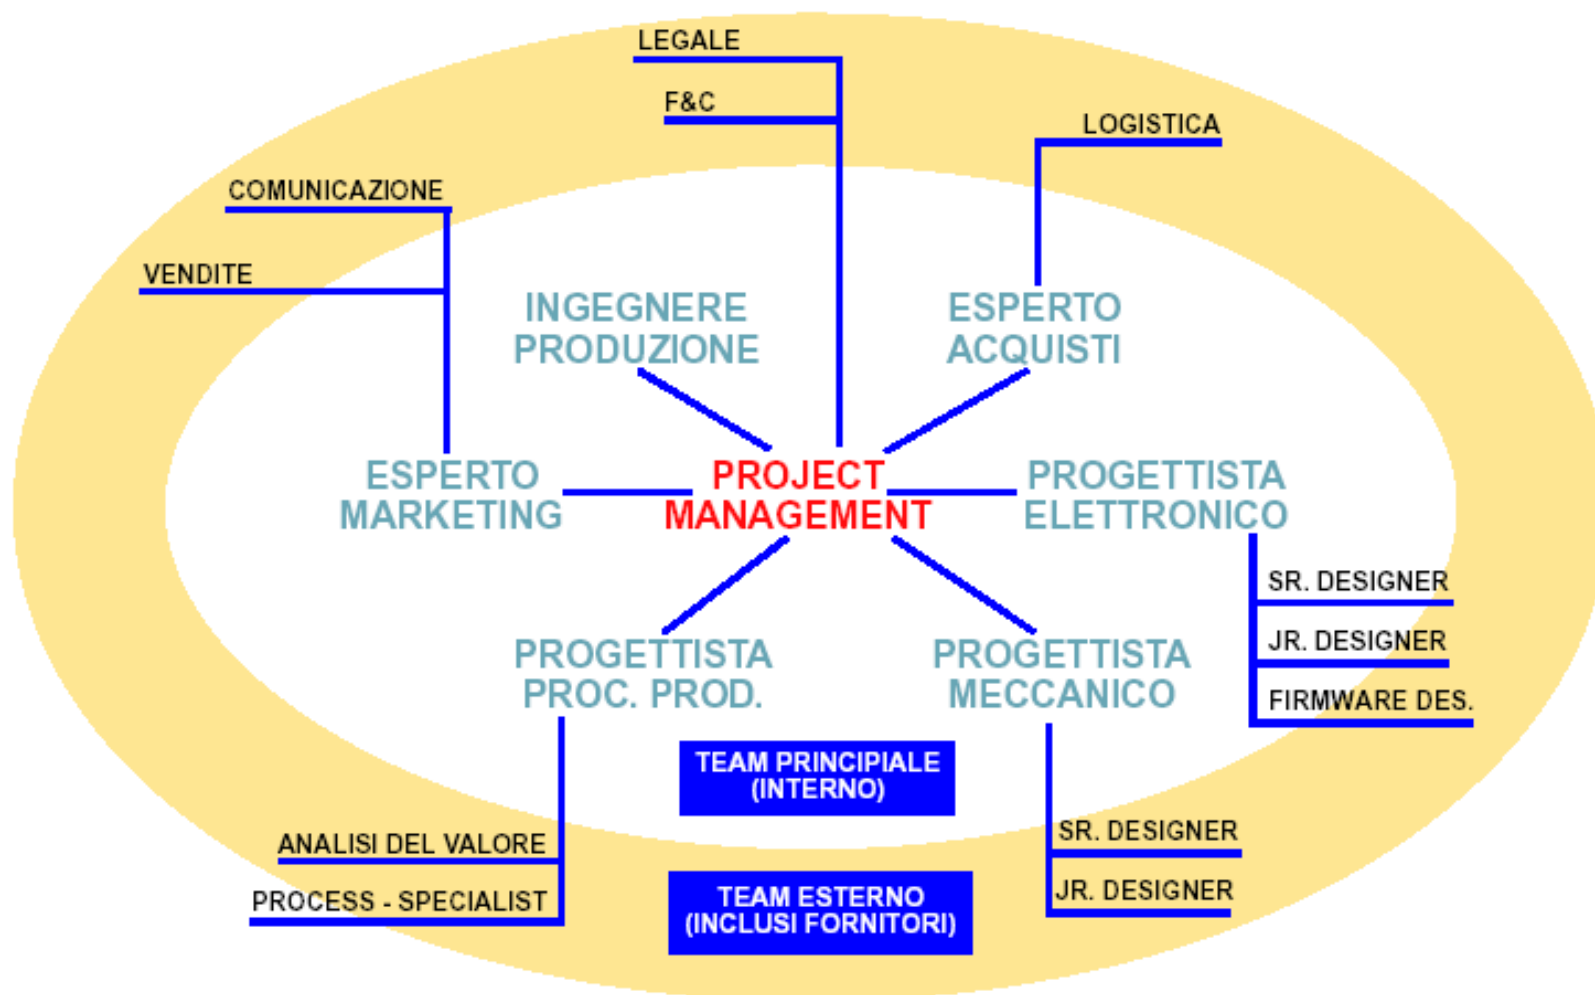 LEGALE
F&C
LOGISTICA
COMUNICAZIONE
VENDITE
INGEGNERE
PRODUZIONE
ESPERTO
ACQUISTI
ESPERTO
MARKETING
PROJECT
MANAGEMENT
PROGETTISTA
ELETTRONICO
SR. DESIGNER
JR. DESIGNER
FIRMWARE DES.
PROGETTISTA
PROC. PROD.
PROGETTISTA
MECCANICO
TEAM PRINCIPIALE
(INTERNO)
ANALISI DEL VALORE
PROCESS - SPECIALIST
SR. DESIGNER
JR. DESIGNER
TEAM ESTERNO
(INCLUSI FORNITORI)